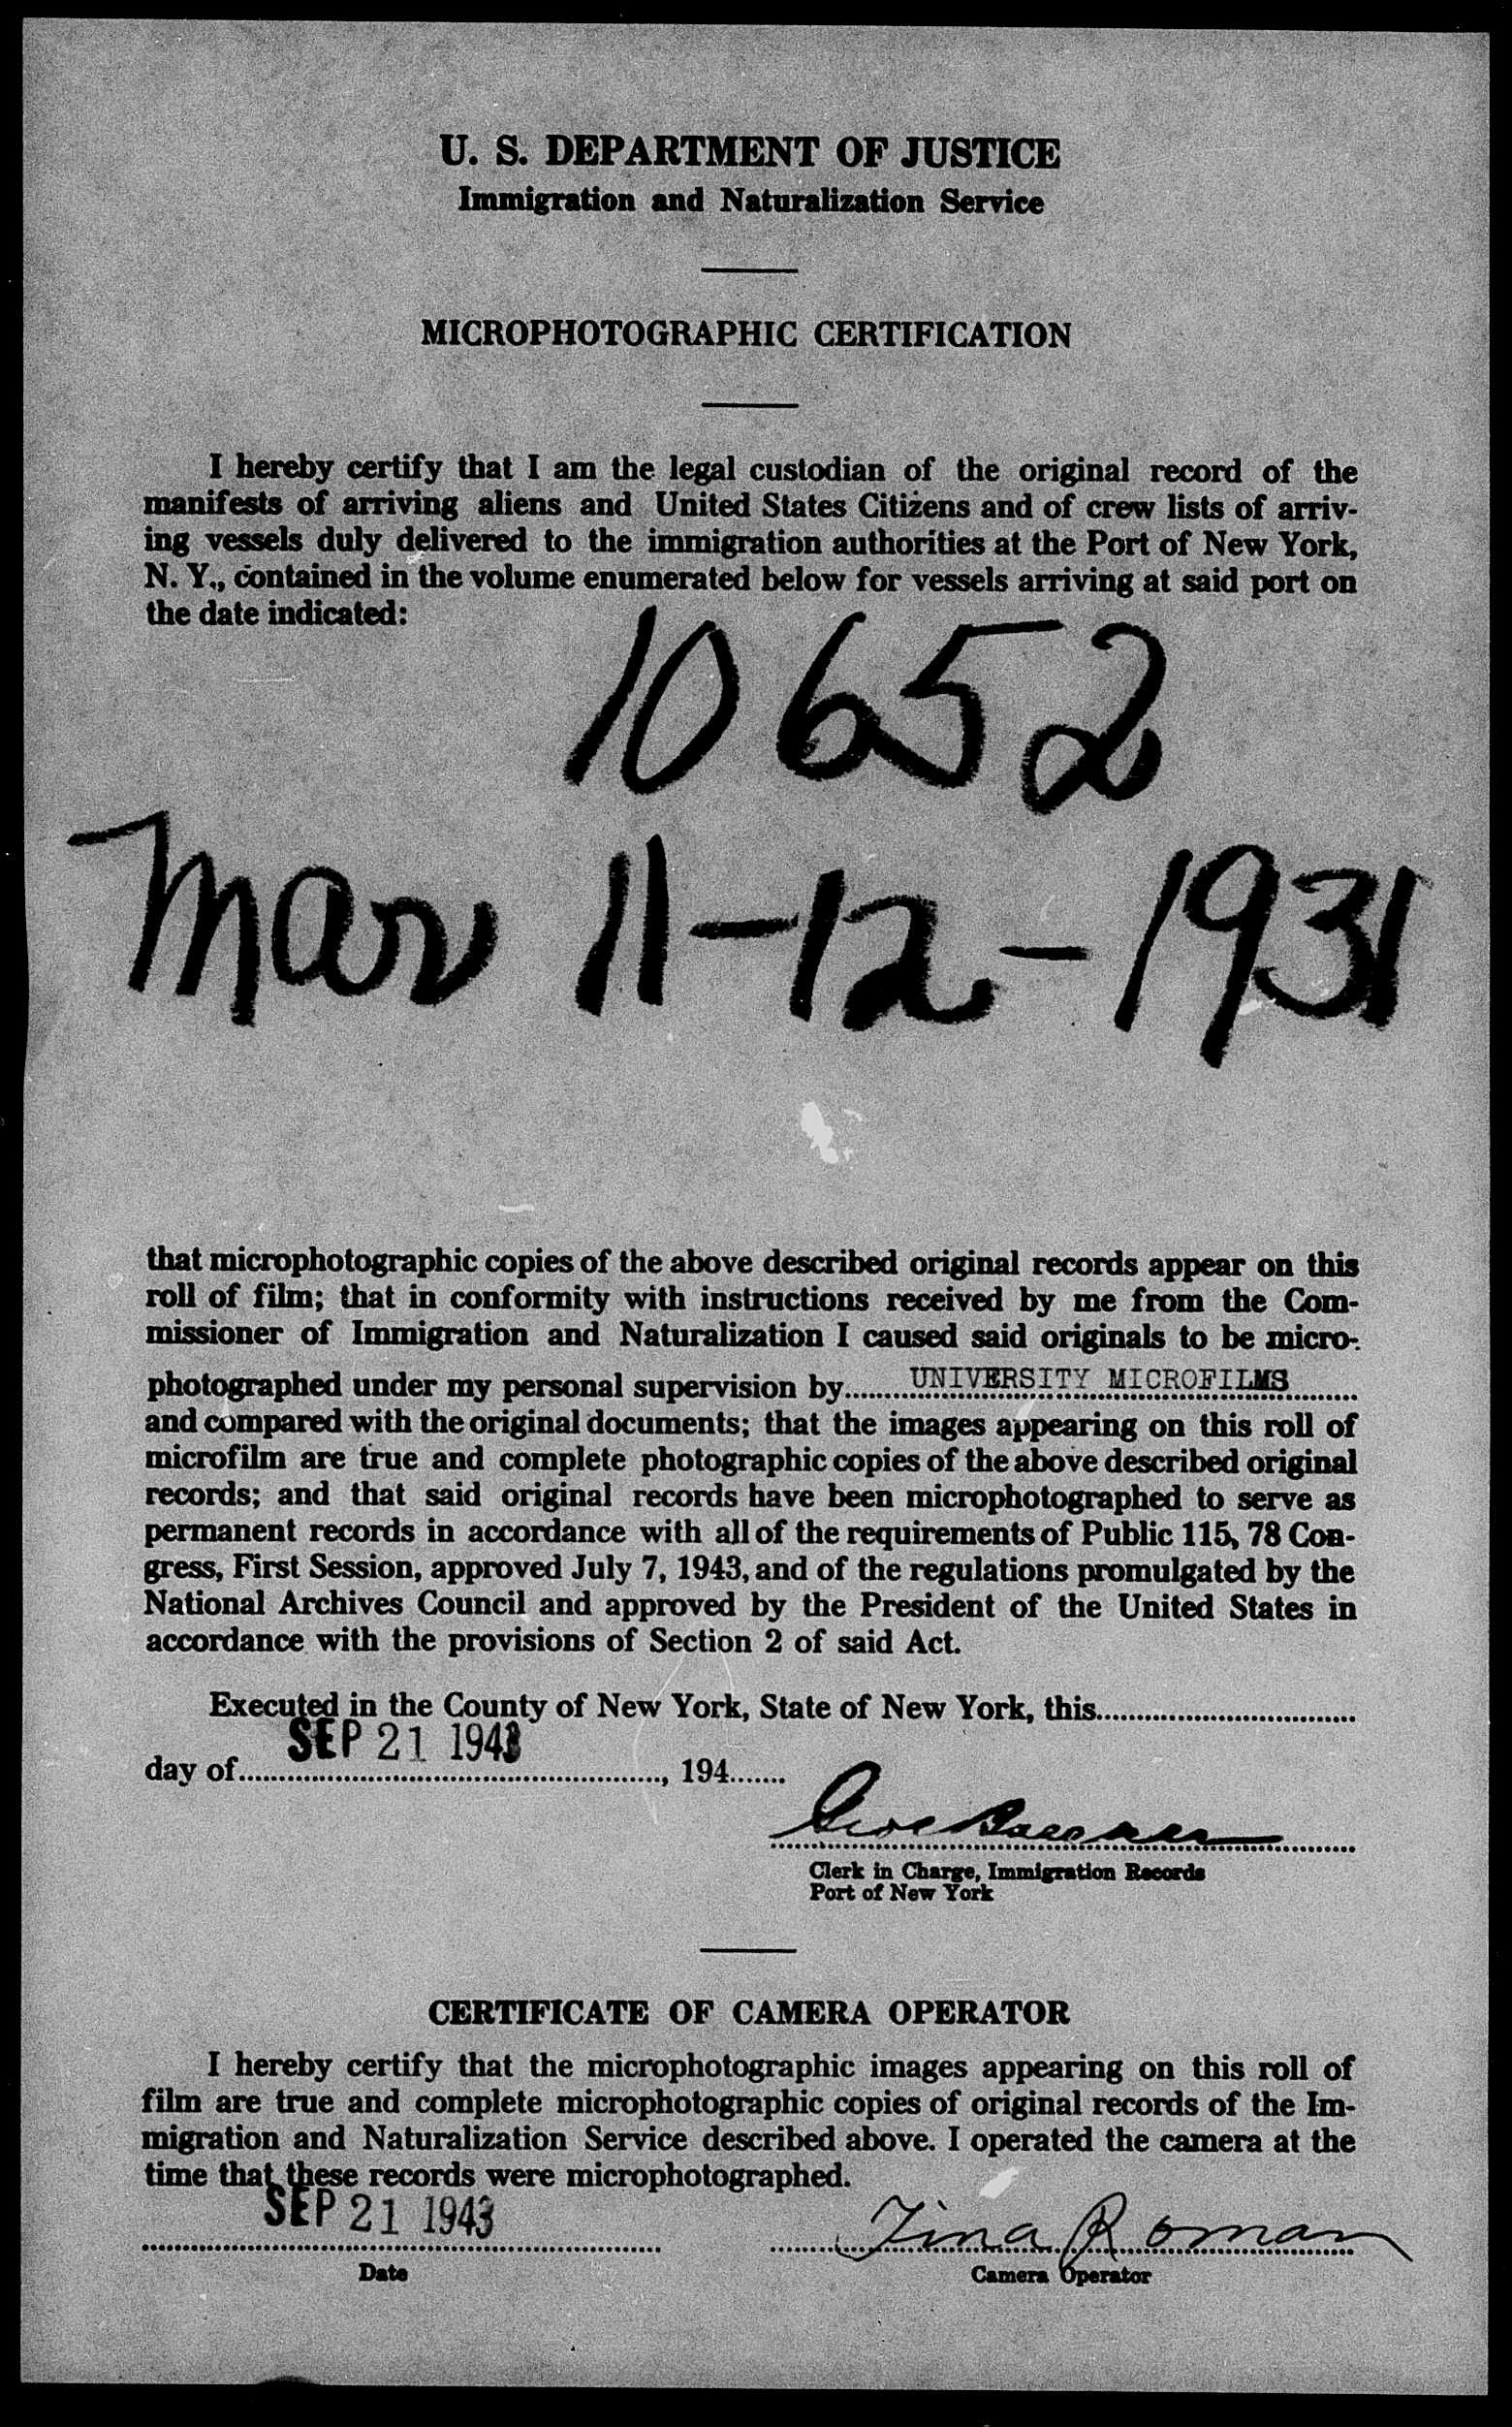 U. S. DEPARTMENT OF JUSTICE
Immigration and Naturalization Service
MICROPHOTOGRAPHIC CERTIFICATION
I hereby certify that I am the legal custodian of the original record of the
manifests of arriving aliens and United States Citizens and of crew lists of arriv-
ing vessels duly delivered to the immigration authorities at the Port of New York,
N. Y., contained in the volume enumerated below for vessels arriving at said port on
the date indicated:
10652
Mar 11-12-1931
that microphotographic copies of the above described original records appear on this
roll of film; that in conformity with instructions received by me from the Com-
missioner of Immigration and Naturalization I caused said originals to be micro-
photographed under my personal supervision by UNIVERSITY MICROFILMS
and compared with the original documents; that the images appearing on this roll of
microfilm are true and complete photographic copies of the above described original
records; and that said original records have been microphotographed to serve as
permanent records in accordance with all of the requirements of Public 115, 78 Con-
gress, First Session, approved July 7, 1943, and of the regulations promulgated by the
National Archives Council and approved by the President of the United States in
accordance with the provisions of Section 2 of said Act.
Executed in the County of New York, State of New York, this
SEP 21 1943
day of , 194
Clerk in Charge, Immigration Records
Port of New York
CERTIFICATE OF CAMERA OPERATOR
I hereby certify that the microphotographic images appearing on this roll of
film are true and complete microphotographic copies of original records of the Im-
migration and Naturalization Service described above. I operated the camera at the
time that these records were microphotographed.
SEP 21 1943 Tina Roman
Date Camera Operator